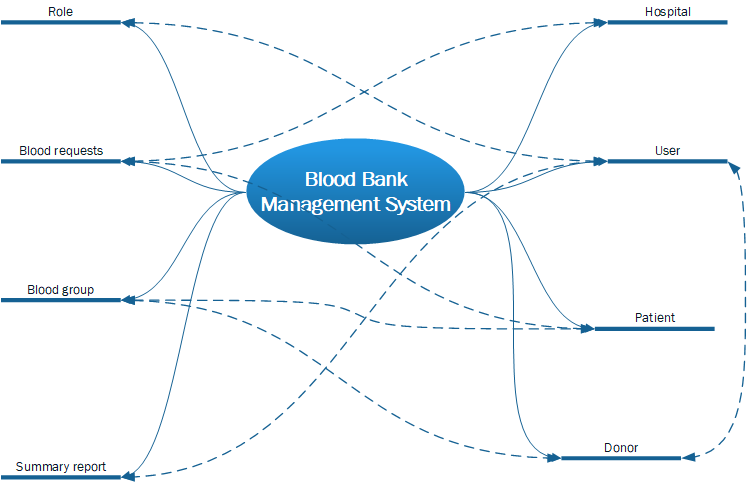 Role
Hospital
Blood requests
User
Blood Bank
Management System
Blood group
Patient
Summary report
Donor